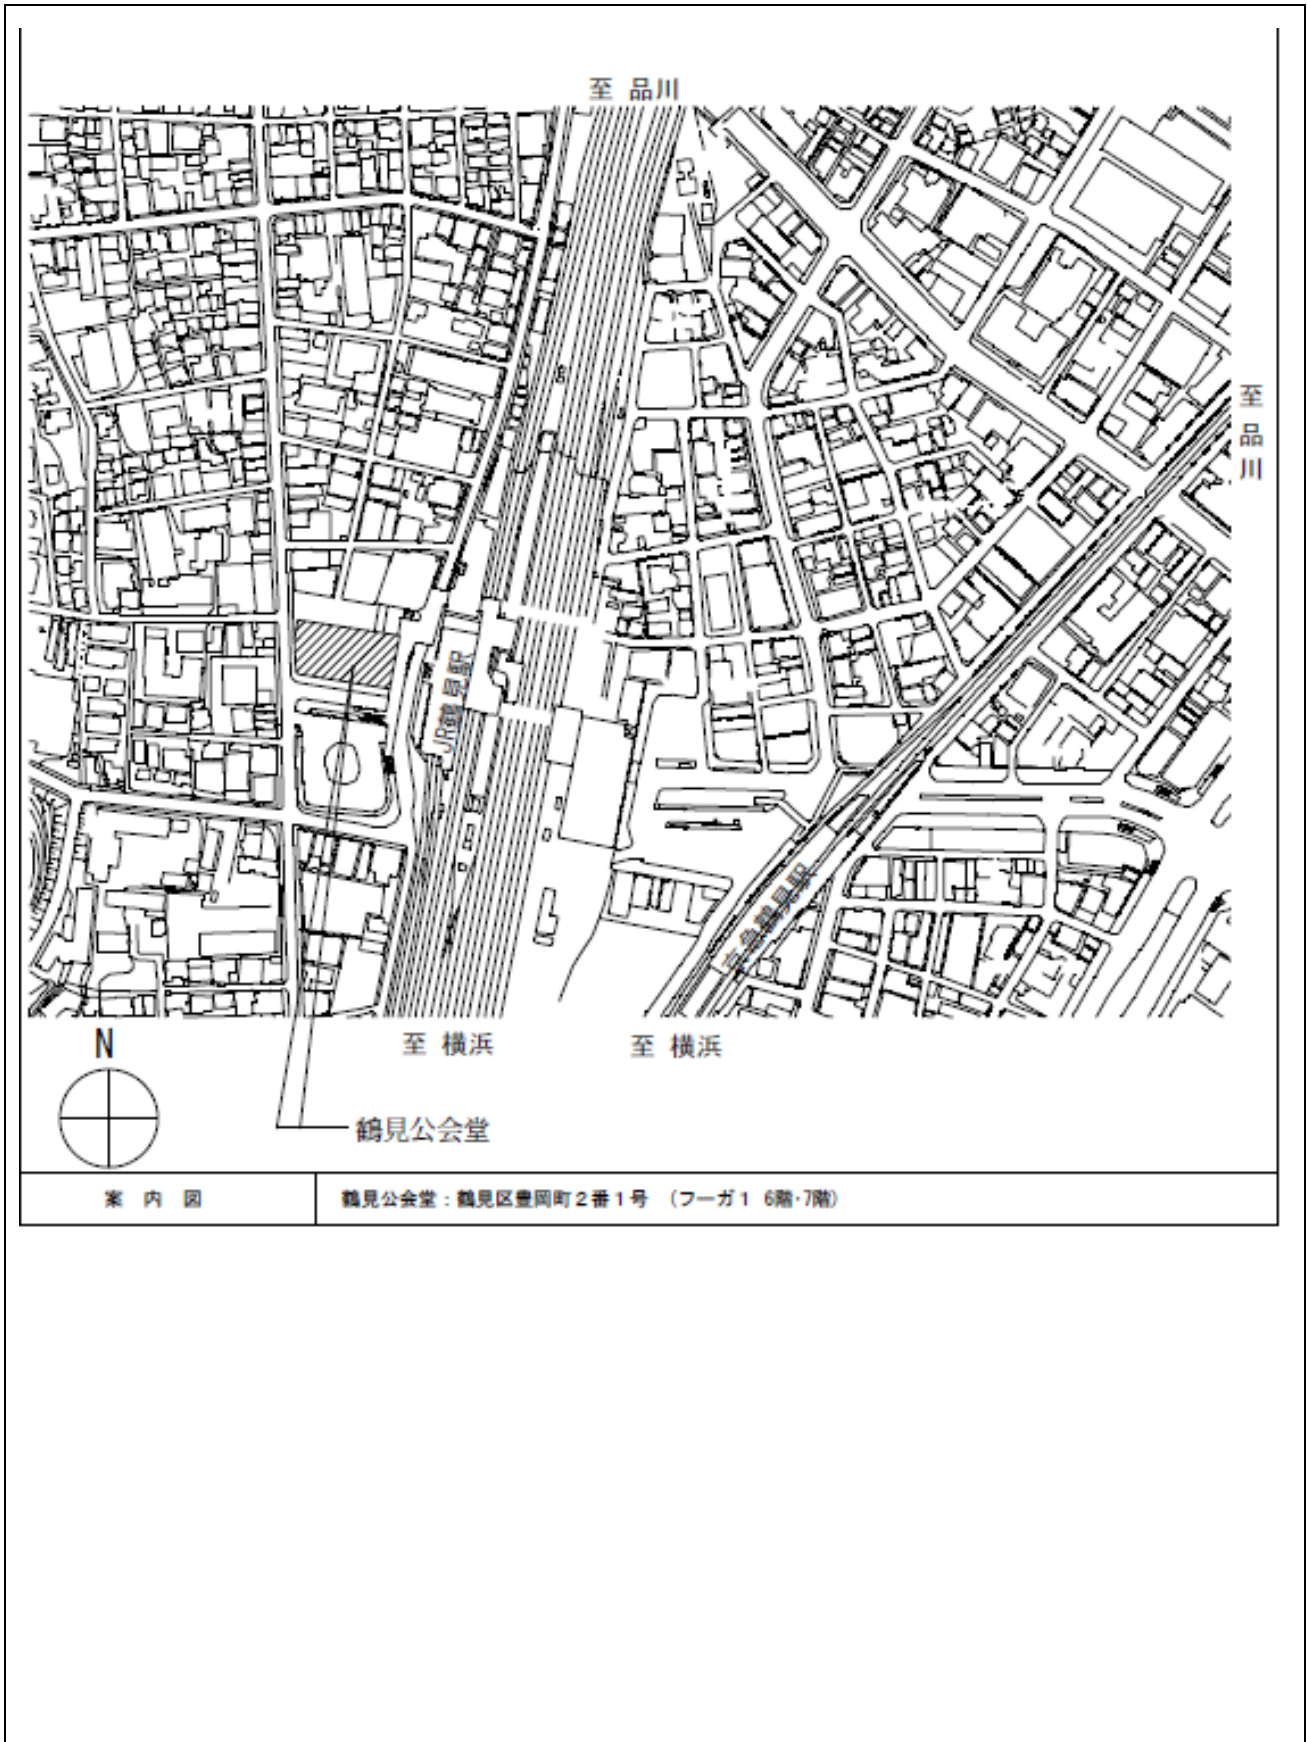 至 品川
至品川
JR鶴見駅
京急鶴見駅
N
至 横浜
至 横浜
鶴見公会堂
案 内 図
鶴見公会堂：鶴見区豊岡町２番１号 （フーガ１ 6階・7階）